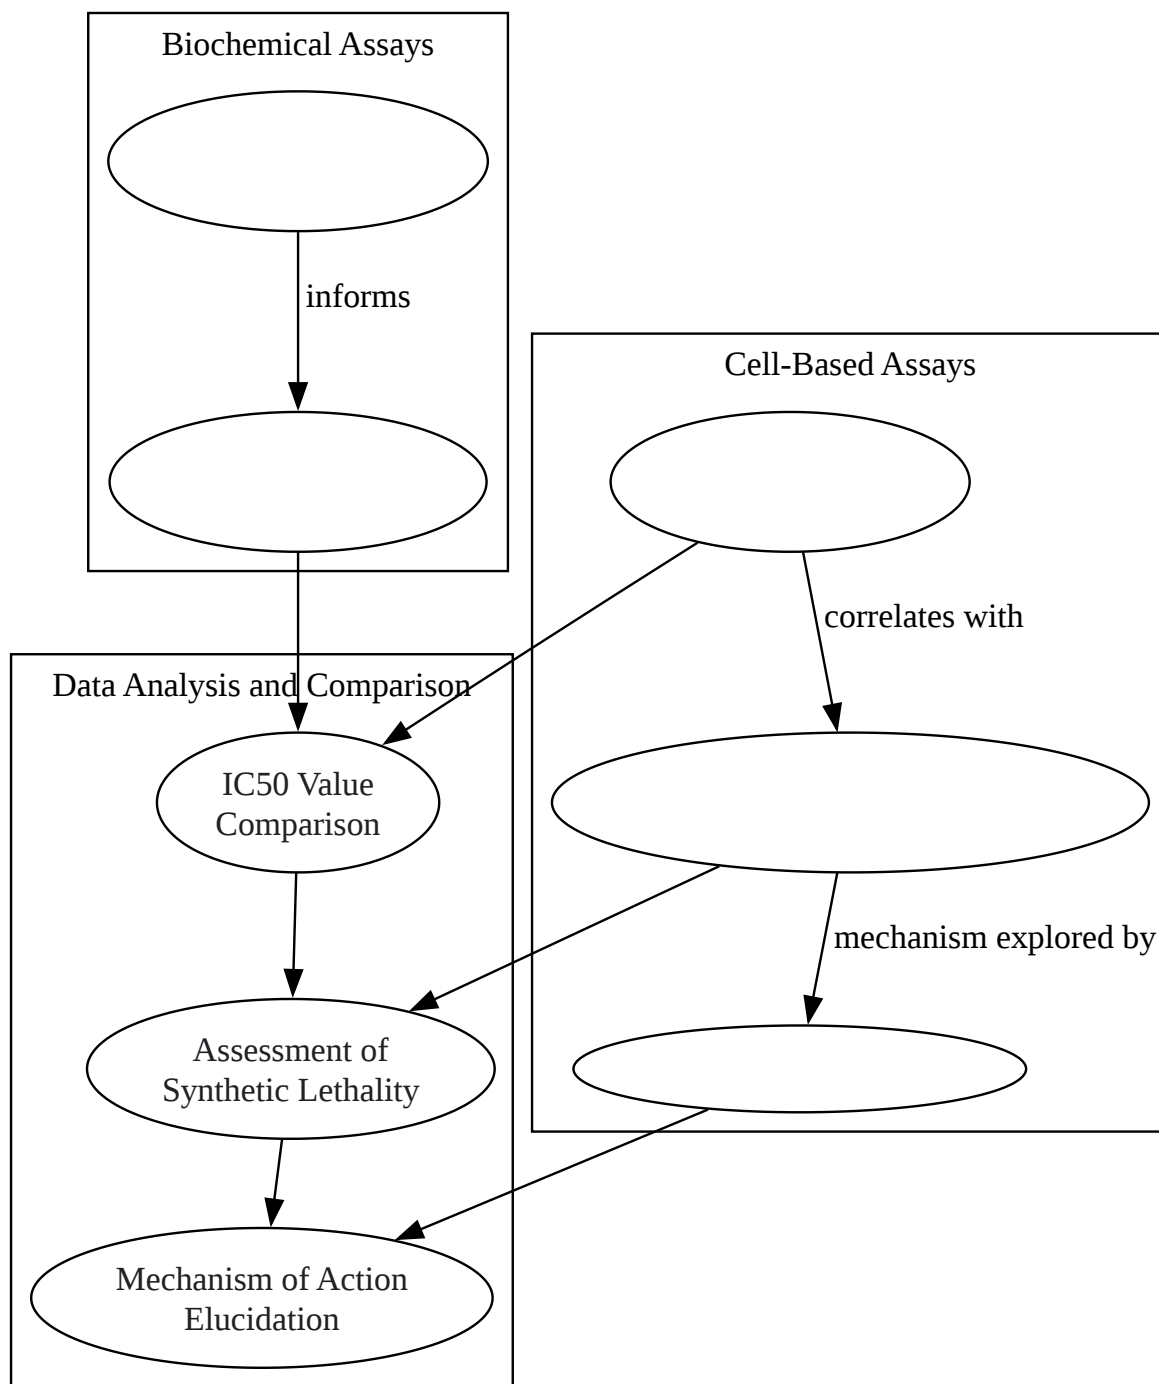 Biochemical Assays
informs
Cell-Based Assays
correlates with
Data Analysis and Comparison
IC50 Value
Comparison
mechanism explored by
Assessment of
Synthetic Lethality
Mechanism of Action
Elucidation